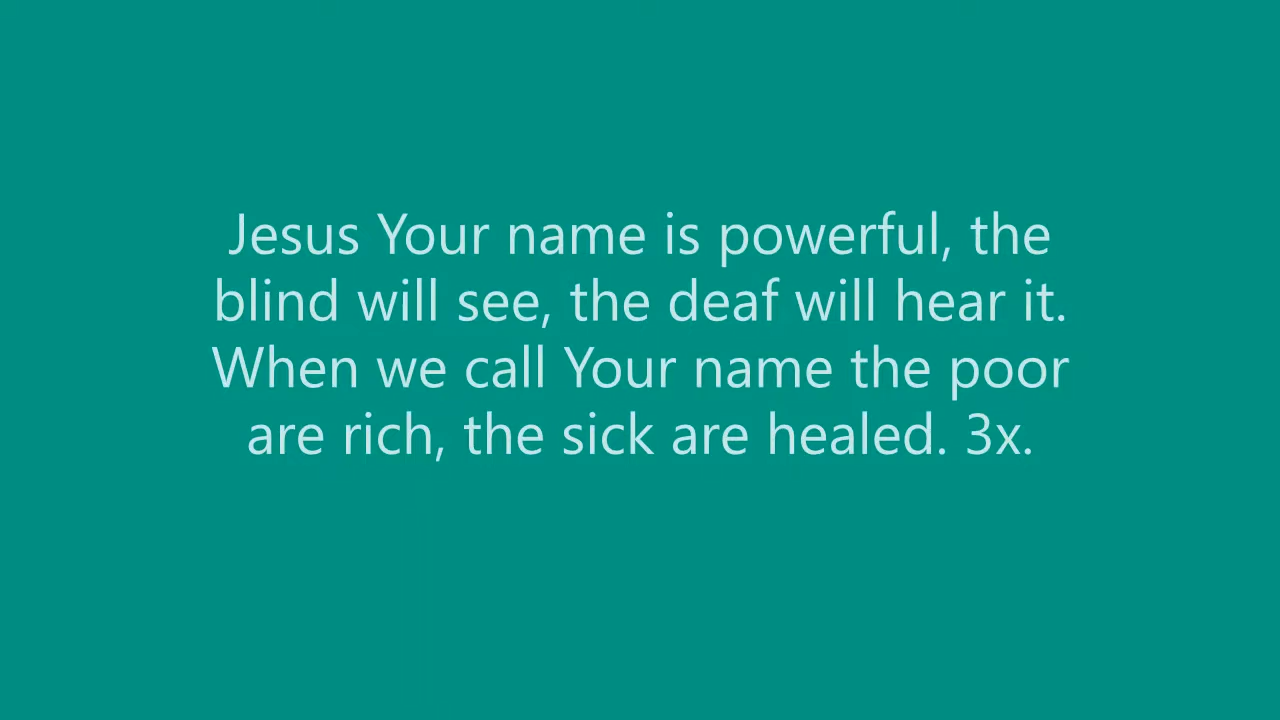 Jesus Your name is powerful, the
blind will see, the deaf will hear it.
When we call Your name the poor
are rich, the sick are healed. 3x.